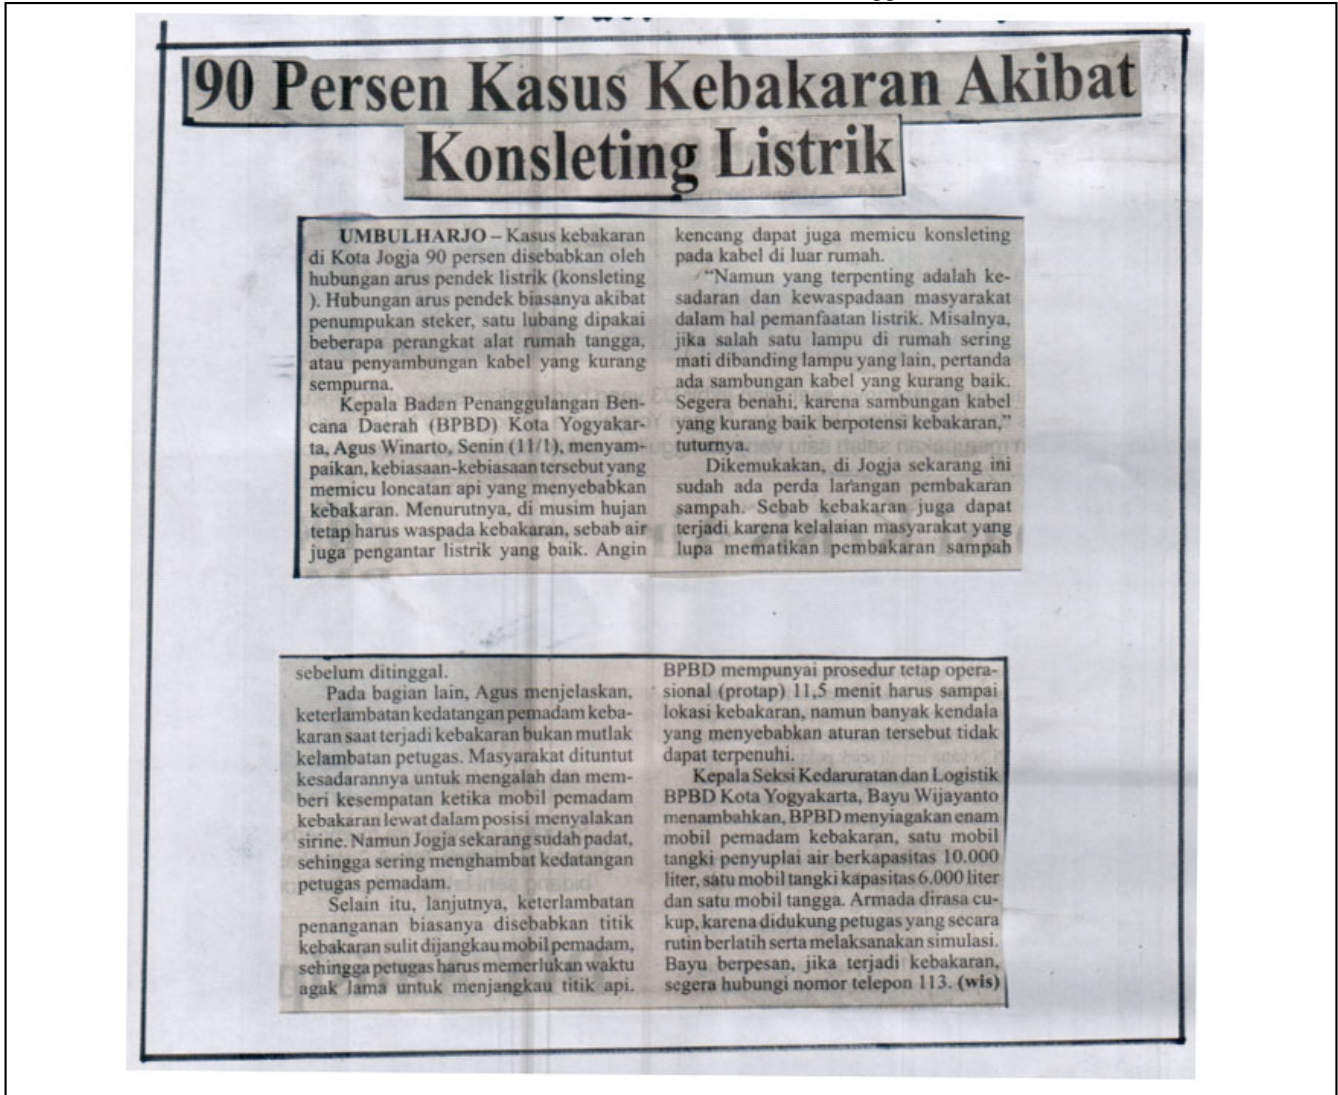 90 Persen Kasus Kebakaran Akibat
Konsleting Listrik
UMBULHARJO – Kasus kebakaran
di Kota Jogja 90 persen disebabkan oleh
hubungan arus pendek listrik (konsleting
). Hubungan arus pendek biasanya akibat
penumpukan steker, satu lubang dipakai
beberapa perangkat alat rumah tangga,
atau penyambungan kabel yang kurang
sempurna.
Kepala Badan Penanggulangan Ben-
cana Daerah (BPBD) Kota Yogyakar-
ta, Agus Winarto, Senin (11/1), menyam-
paikan, kebiasaan-kebiasaan tersebut yang
memicu loncatan api yang menyebabkan
kebakaran. Menurutnya, di musim hujan
tetap harus waspada kebakaran, sebab air
juga pengantar listrik yang baik. Angin
kencang dapat juga memicu konsleting
pada kabel di luar rumah.
“Namun yang terpenting adalah ke-
sadaran dan kewaspadaan masyarakat
dalam hal pemanfaatan listrik. Misalnya,
jika salah satu lampu di rumah sering
mati dibanding lampu yang lain, pertanda
ada sambungan kabel yang kurang baik.
Segera benahi, karena sambungan kabel
yang kurang baik berpotensi kebakaran,”
tuturnya.
Dikemukakan, di Jogja sekarang ini
sudah ada perda larangan pembakaran
sampah. Sebab kebakaran juga dapat
terjadi karena kelalaian masyarakat yang
lupa mematikan pembakaran sampah
sebelum ditinggal.
Pada bagian lain, Agus menjelaskan,
keterlambatan kedatangan pemadam keba-
karan saat terjadi kebakaran bukan mutlak
kelambatan petugas. Masyarakat dituntut
kesadarannya untuk mengalah dan mem-
beri kesempatan ketika mobil pemadam
kebakaran lewat dalam posisi menyalakan
sirine. Namun Jogja sekarang sudah padat,
sehingga sering menghambat kedatangan
petugas pemadam.
Selain itu, lanjutnya, keterlambatan
penanganan biasanya disebabkan titik
kebakaran sulit dijangkau mobil pemadam,
sehingga petugas harus memerlukan waktu
agak lama untuk menjangkau titik api.
BPBD mempunyai prosedur tetap opera-
sional (protap) 11,5 menit harus sampai
lokasi kebakaran, namun banyak kendala
yang menyebabkan aturan tersebut tidak
dapat terpenuhi.
Kepala Seksi Kedaruratan dan Logistik
BPBD Kota Yogyakarta, Bayu Wijayanto
menambahkan, BPBD menyiagakan enam
mobil pemadam kebakaran, satu mobil
tangki penyuplai air berkapasitas 10.000
liter, satu mobil tangki kapasitas 6.000 liter
dan satu mobil tangga. Armada dirasa cu-
kup, karena didukung petugas yang secara
rutin berlatih serta melaksanakan simulasi.
Bayu berpesan, jika terjadi kebakaran,
segera hubungi nomor telepon 113. (wis)